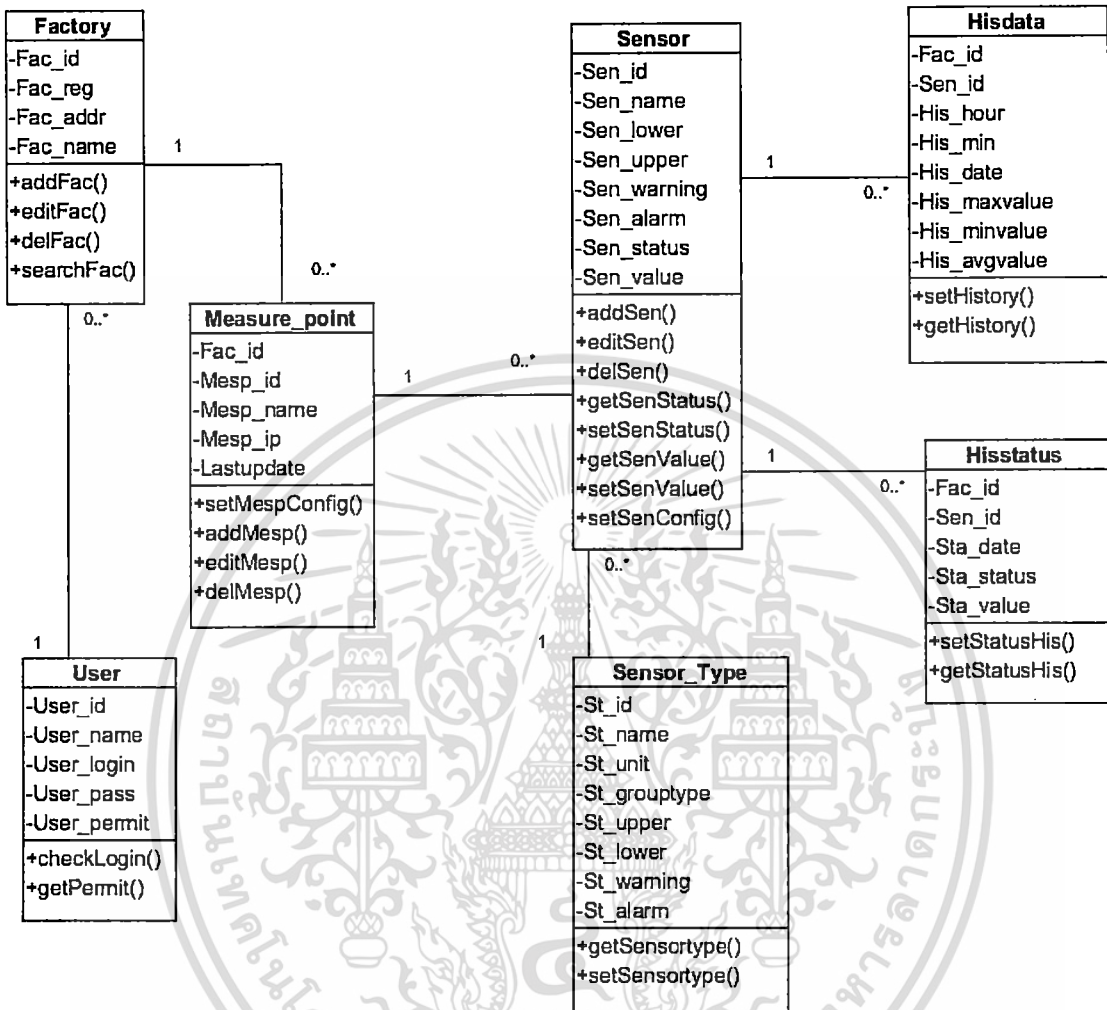 Factory
-Fac_id
-Fac_reg
-Fac_addr
-Fac_name
+addFac()
+editFac()
+delFac()
+searchFac()
1
0..*
0..*
1
Measure_point
-Fac_id
-Mesp_id
-Mesp_name
-Mesp_ip
-Lastupdate
+setMespConfig()
+addMesp()
+editMesp()
+delMesp()
1
0..*
User
-User_id
-User_name
-User_login
-User_pass
-User_permit
+checkLogin()
+getPermit()
Sensor
-Sen_id
-Sen_name
-Sen_lower
-Sen_upper
-Sen_warning
-Sen_alarm
-Sen_status
-Sen_value
+addSen()
+editSen()
+delSen()
+getSenStatus()
+setSenStatus()
+getSenValue()
+setSenValue()
+setSenConfig()
1
0..*
1
0..*
0..*
1
Sensor_Type
-St_id
-St_name
-St_unit
-St_grouptype
-St_upper
-St_lower
-St_warning
-St_alarm
+getSensortype()
+setSensortype()
Hisdata
-Fac_id
-Sen_id
-His_hour
-His_min
-His_date
-His_maxvalue
-His_minvalue
-His_avgvalue
+setHistory()
+getHistory()
Hisstatus
-Fac_id
-Sen_id
-Sta_date
-Sta_status
-Sta_value
+setStatusHis()
+getStatusHis()